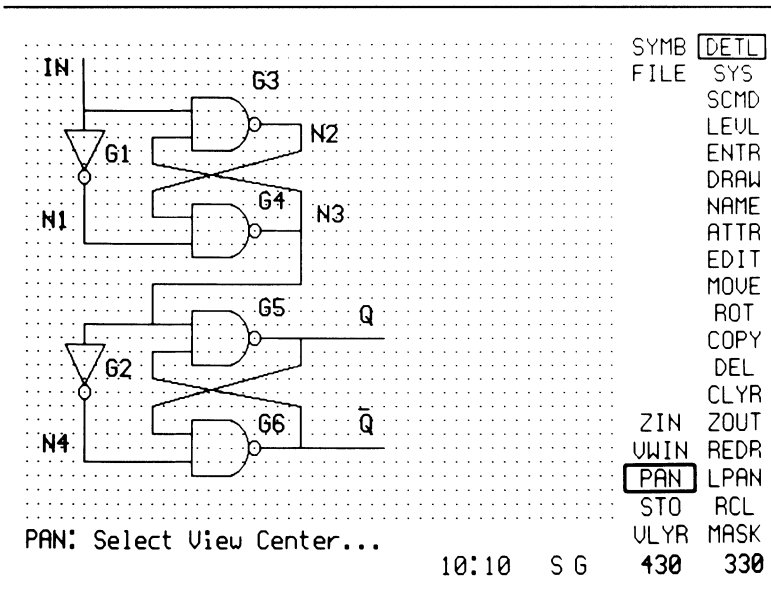 SYMB DETL
IN
G3
FILE SYS
SCMD
N2
LEVL
G1
ENTR
DRAW
G4
NAME
N1
N3
ATTR
EDIT
MOVE
G5
Q
ROT
COPY
G2
DEL
CLYR
G6
Q̄
ZIN ZOUT
N4
VWIN REDR
PAN LPAN
STO RCL
PAN: Select View Center...
VLYR MASK
10:10 S G 430 330